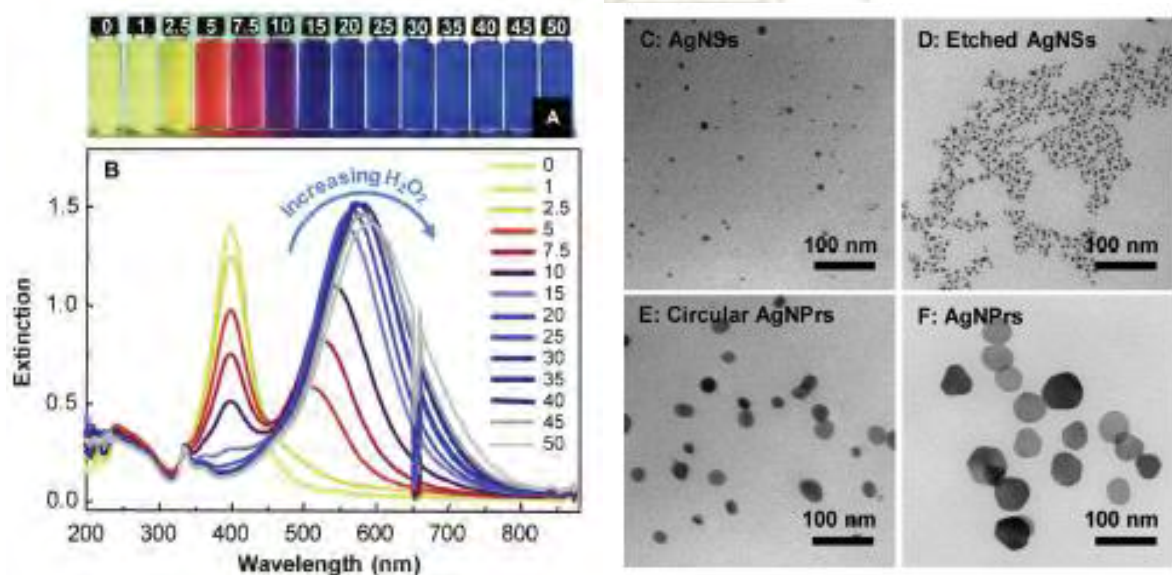 0 1 2.5 5 7.5 10 15 20 25 30 35 40 45 50
A
B
Increasing H₂O₂
0
1
2.5
5
7.5
10
15
20
25
30
35
40
45
50
1.5
1.0
0.5
0.0
Extinction
200 300 400 500 600 700 800
Wavelength (nm)
C: AgNSs
100 nm
D: Etched AgNSs
100 nm
E: Circular AgNPrs
100 nm
F: AgNPrs
100 nm